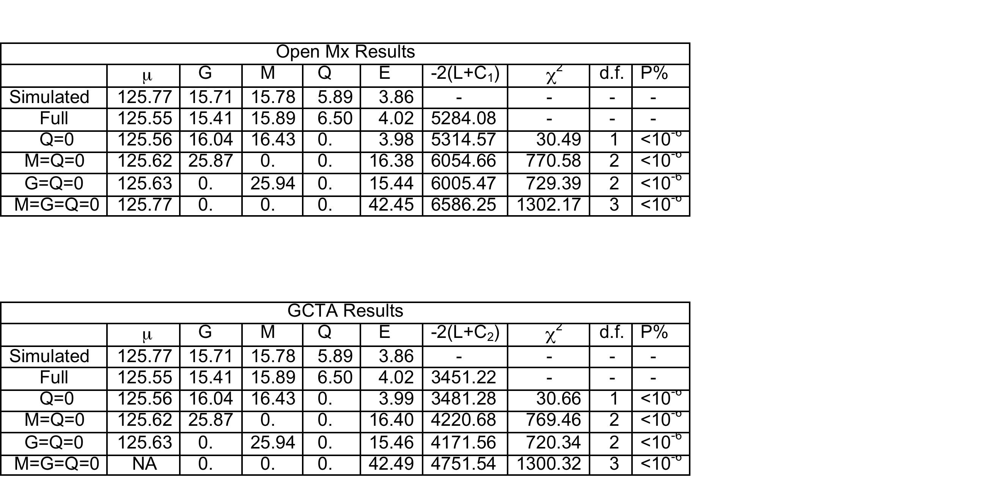 Open Mx Results
μ G M Q E -2(L+C₁) χ² d.f. P%
Simulated 125.77 15.71 15.78 5.89 3.86 - - - -
Full 125.55 15.41 15.89 6.50 4.02 5284.08 - - -
Q=0 125.56 16.04 16.43 0. 3.98 5314.57 30.49 1 <10⁻⁶
M=Q=0 125.62 25.87 0. 0. 16.38 6054.66 770.58 2 <10⁻⁶
G=Q=0 125.63 0. 25.94 0. 15.44 6005.47 729.39 2 <10⁻⁶
M=G=Q=0 125.77 0. 0. 0. 42.45 6586.25 1302.17 3 <10⁻⁶
GCTA Results
μ G M Q E -2(L+C₂) χ² d.f. P%
Simulated 125.77 15.71 15.78 5.89 3.86 - - - -
Full 125.55 15.41 15.89 6.50 4.02 3451.22 - - -
Q=0 125.56 16.04 16.43 0. 3.99 3481.28 30.66 1 <10⁻⁶
M=Q=0 125.62 25.87 0. 0. 16.40 4220.68 769.46 2 <10⁻⁶
G=Q=0 125.63 0. 25.94 0. 15.46 4171.56 720.34 2 <10⁻⁶
M=G=Q=0 NA 0. 0. 0. 42.49 4751.54 1300.32 3 <10⁻⁶